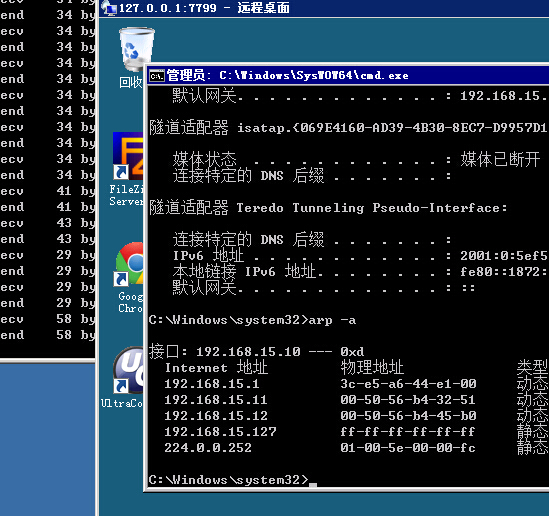 127.0.0.1:7799 - 远程桌面
end 34 by
ecv 34 by
end 34 by
ecv 34 by
end 34 by
ecv 34 by
end 34 by
ecv 34 by
end 34 by
ecv 34 by
end 34 by
ecv 41 by
end 41 by
ecv 43 by
end 43 by
ecv 29 by
end 29 by
ecv 29 by
end 29 by
ecv 58 by
end 58 by
回收
FileZi
Server
Goog
Chro
UltraCo
管理员: C:\Windows\SysWOW64\cmd.exe
默认网关. . . . . . . . . . . . . : 192.168.15.
隧道适配器 isatap.{069E4160-AD39-4B30-8EC7-D9957D1
媒体状态 . . . . . . . . . . . . : 媒体已断开
连接特定的 DNS 后缀 . . . . . . . :
隧道适配器 Teredo Tunneling Pseudo-Interface:
连接特定的 DNS 后缀 . . . . . . . :
IPv6 地址 . . . . . . . . . . . . : 2001:0:5ef5
本地链接 IPv6 地址. . . . . . . . : fe80::1872:
默认网关. . . . . . . . . . . . . : ::
C:\Windows\system32>arp -a
接口: 192.168.15.10 --- 0xd
Internet 地址 物理地址 类型
192.168.15.1 3c-e5-a6-44-e1-00 动态
192.168.15.11 00-50-56-b4-32-51 动态
192.168.15.12 00-50-56-b4-45-b0 动态
192.168.15.127 ff-ff-ff-ff-ff-ff 静态
224.0.0.252 01-00-5e-00-00-fc 静态
C:\Windows\system32>_